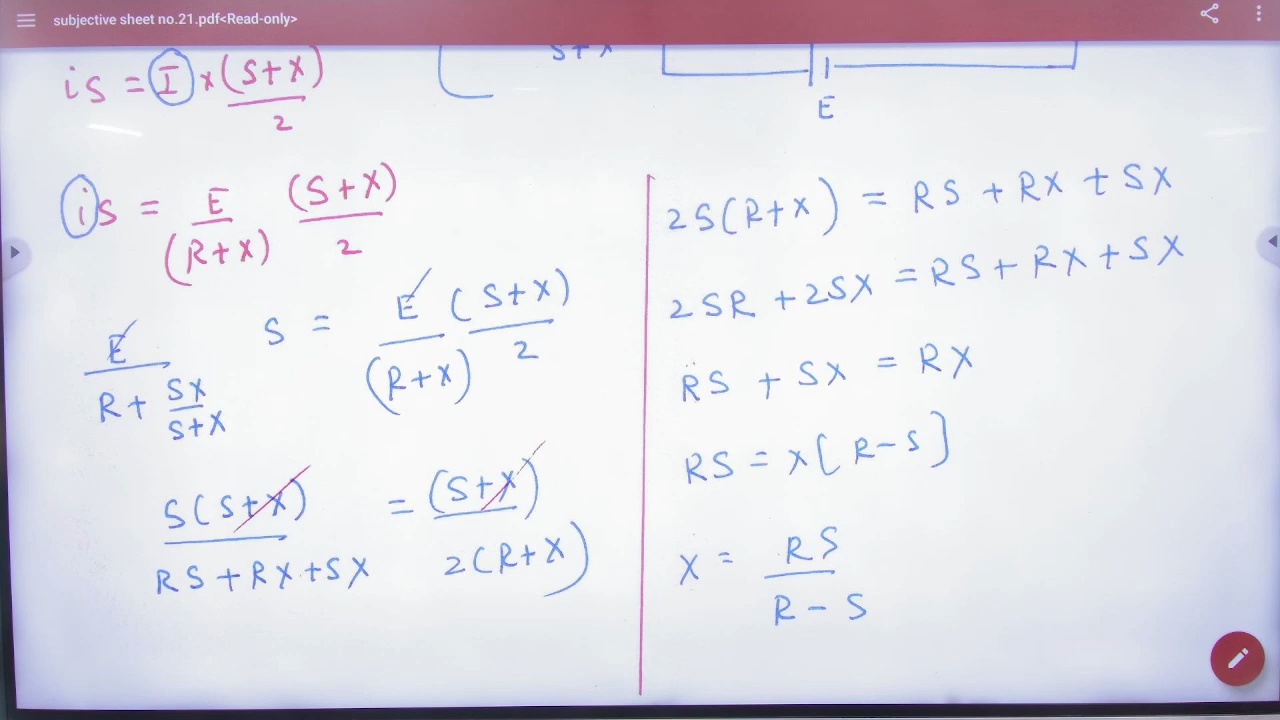 subjective sheet no.21.pdf<Read-only>
is = I × (S+X)/2
S+X
E
is = E/(R+X) (S+X)/2
S = E/(R+X) (S+X)/2
E/(R + SX/(S+X))
S(S+X)/(RS+RX+SX) = (S+X)/(2(R+X))
2S(R+X) = RS + RX + SX
2SR + 2SX = RS + RX + SX
RS + SX = RX
RS = X[R-S]
X = RS/(R-S)